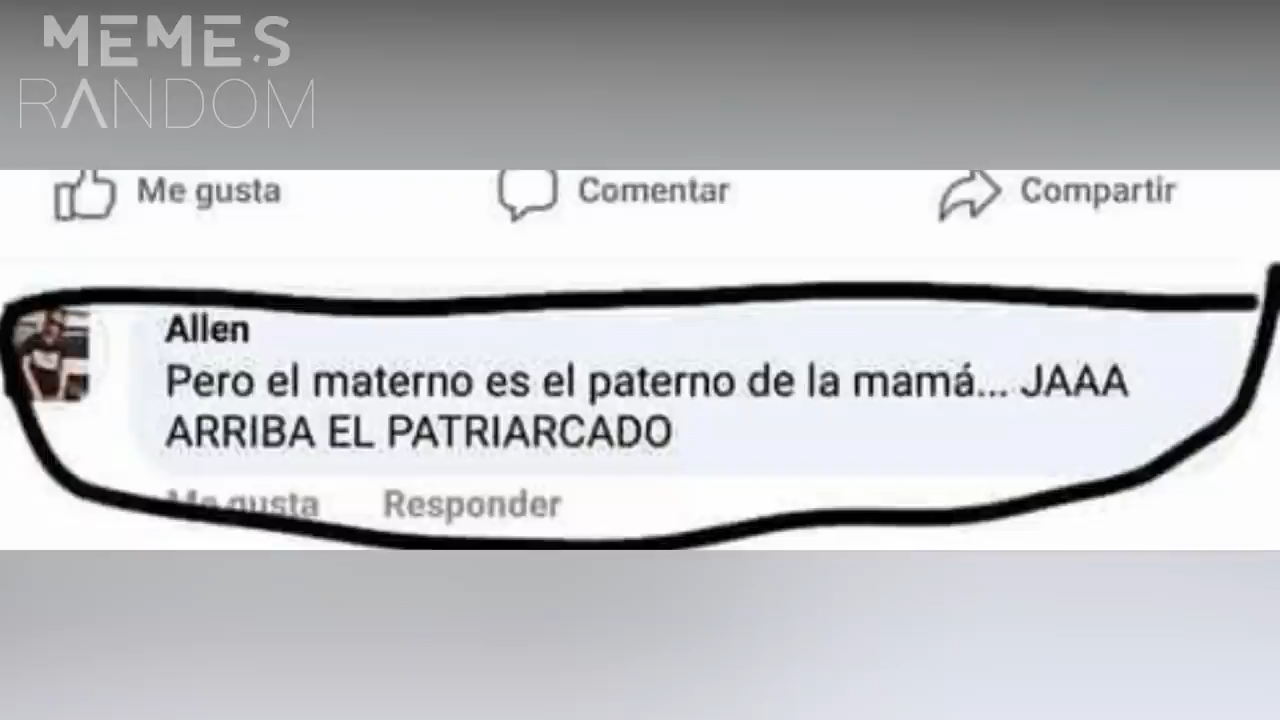 MEMES
RANDOM
Me gusta
Comentar
Compartir
Allen
Pero el materno es el paterno de la mamá... JAAA
ARRIBA EL PATRIARCADO
Me gusta
Responder